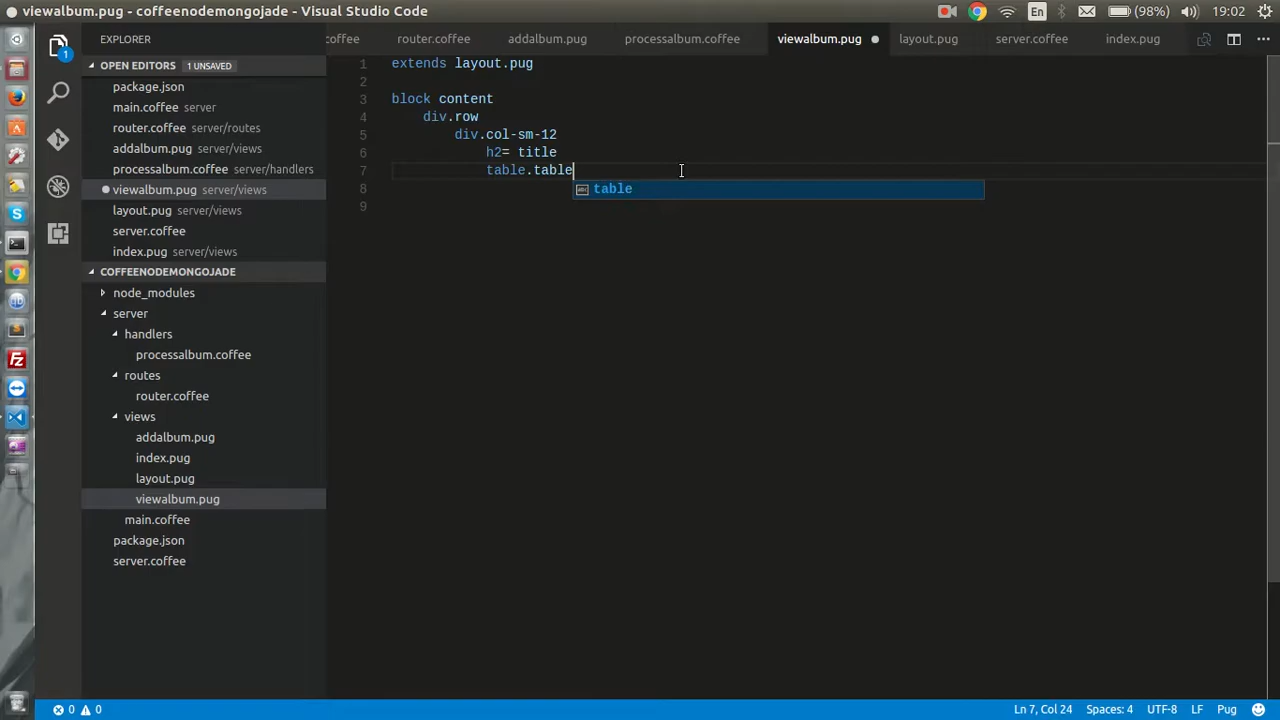 viewalbum.pug - coffeenodemongojade - Visual Studio Code
En
(98%)
19:02
EXPLORER
offee
router.coffee
addalbum.pug
processalbum.coffee
viewalbum.pug
layout.pug
server.coffee
index.pug
1
OPEN EDITORS 1 UNSAVED
package.json
main.coffee server
router.coffee server/routes
addalbum.pug server/views
processalbum.coffee server/handlers
viewalbum.pug server/views
layout.pug server/views
server.coffee
index.pug server/views
COFFEENODEMONGOJADE
node_modules
server
handlers
processalbum.coffee
routes
router.coffee
views
addalbum.pug
index.pug
layout.pug
viewalbum.pug
main.coffee
package.json
server.coffee
1 extends layout.pug
2
3 block content
4 div.row
5 div.col-sm-12
6 h2= title
7 table.table
8 abc table
9
0 0
Ln 7, Col 24
Spaces: 4
UTF-8
LF
Pug